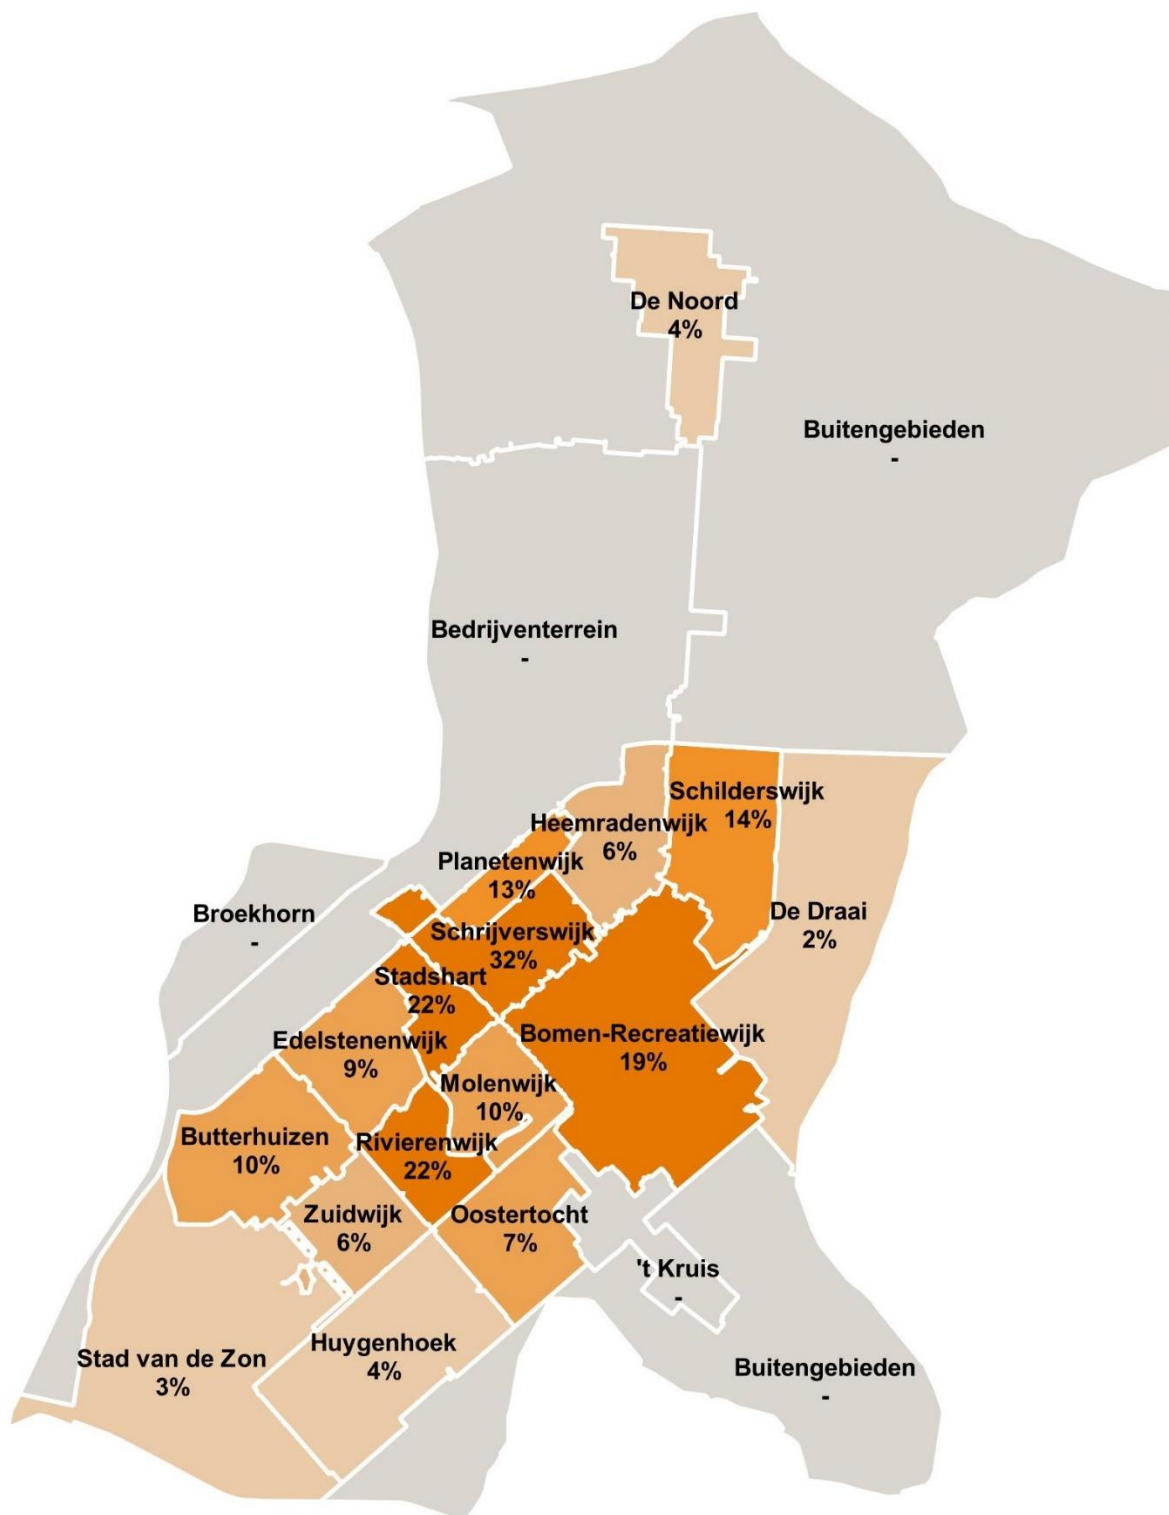 De Noord
4%
Buitengebieden
-
Bedrijventerrein
-
Schilderswijk
14%
Heemradenwijk
6%
Planetenwijk
13%
De Draai
2%
Broekhorn
-
Schrijverswijk
32%
Stadshart
22%
Bomen-Recreatiewijk
19%
Edelstenenwijk
9%
Molenwijk
10%
Butterhuizen
10%
Rivierenwijk
22%
Zuidwijk
6%
Oostertocht
7%
't Kruis
-
Huygenhoek
4%
Stad van de Zon
3%
Buitengebieden
-